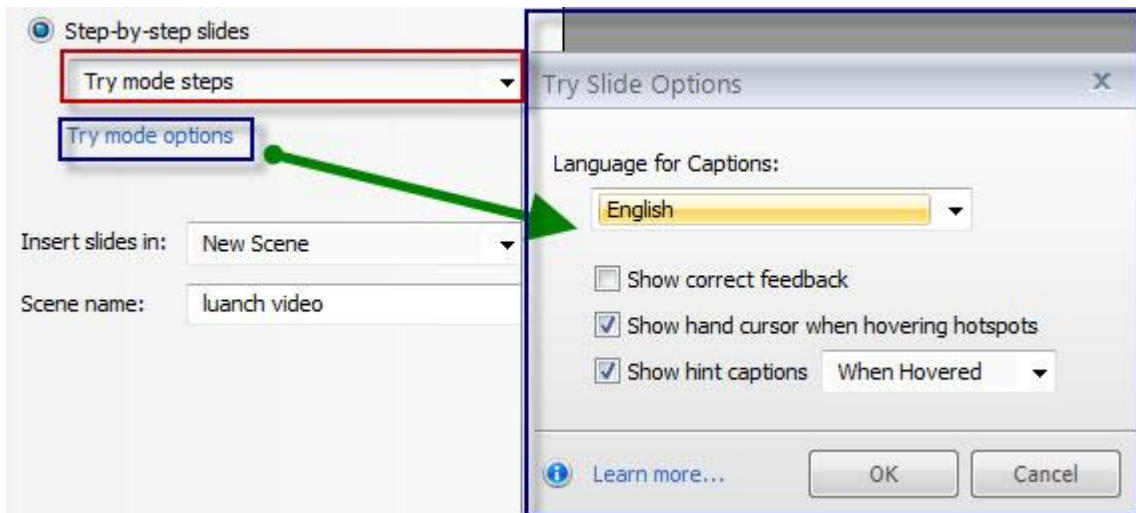 Step-by-step slides
Try mode steps
Try mode options
Insert slides in: New Scene
Scene name: luanch video
Try Slide Options
Language for Captions:
English
Show correct feedback
Show hand cursor when hovering hotspots
Show hint captions When Hovered
Learn more... OK Cancel